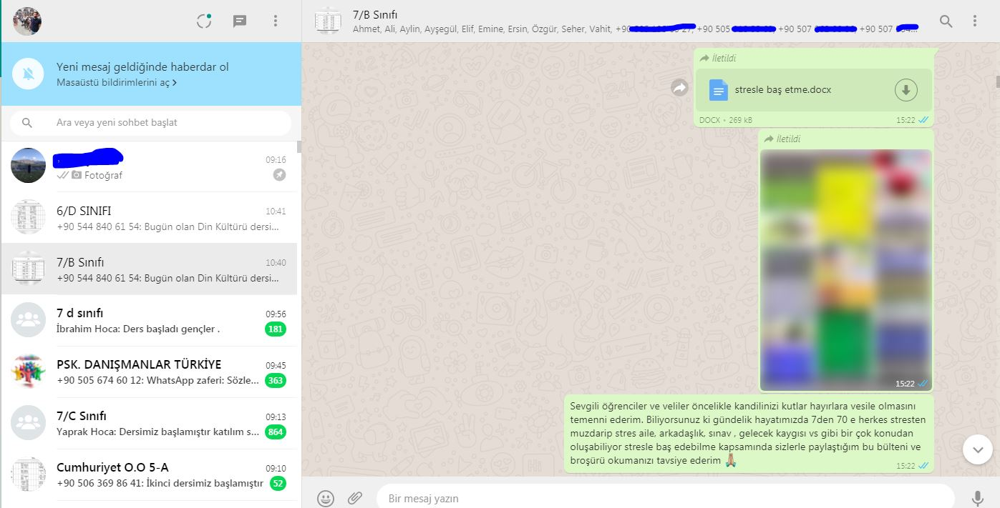 Yeni mesaj geldiğinde haberdar ol
Masaüstü bildirimlerini aç >
Ara veya yeni sohbet başlat
09:16
Fotoğraf
6/D SINIFI
10:41
+90 544 840 61 54: Bugün olan Din Kültürü dersi...
7/B Sınıfı
10:40
+90 544 840 61 54: Bugün olan Din Kültürü dersi...
7 d sınıfı
09:56
İbrahim Hoca: Ders başladı gençler .
181
PSK. DANIŞMANLAR TÜRKİYE
09:45
+90 505 674 60 12: WhatsApp zaferi: Sözle...
363
7/C Sınıfı
09:13
Yaprak Hoca: Dersimiz başlamıştır katılım s...
864
Cumhuriyet O.O 5-A
09:10
+90 506 369 86 41: İkinci dersimiz başlamıştır
52
7/B Sınıfı
Ahmet, Ali, Aylin, Ayşegül, Elif, Emine, Ersin, Özgür, Seher, Vahit, +90 +90 505 +90 507 +90 507
İletildi
stresle baş etme.docx
DOCX • 269 kB
15:22
İletildi
15:22
Sevgili öğrenciler ve veliler öncelikle kandilinizi kutlar hayırlara vesile olmasını
temenni ederim. Biliyorsunuz ki gündelik hayatımızda 7den 70 e herkes stresten
muzdarip stres aile, arkadaşlık, sınav , gelecek kaygısı vs gibi bir çok konudan
oluşabiliyor stresle baş edebilme kapsamında sizlerle paylaştığım bu bülteni ve
broşürü okumanızı tavsiye ederim 🙏🏼
15:22
Bir mesaj yazın